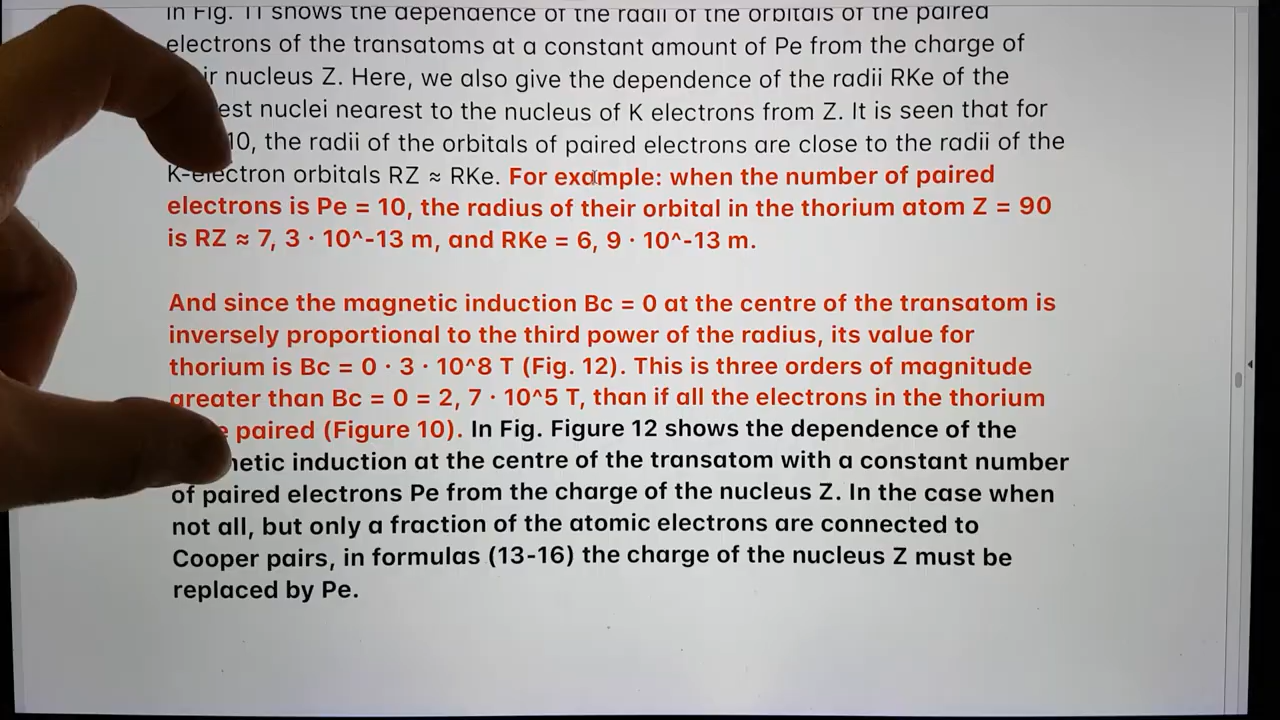 In Fig. 11 shows the dependence of the radii of the orbitals of the paired
electrons of the transatoms at a constant amount of Pe from the charge of
nucleus Z. Here, we also give the dependence of the radii RKe of the
nuclei nearest to the nucleus of K electrons from Z. It is seen that for
10, the radii of the orbitals of paired electrons are close to the radii of the
K-electron orbitals RZ ≈ RKe. For example: when the number of paired
electrons is Pe = 10, the radius of their orbital in the thorium atom Z = 90
is RZ ≈ 7, 3 · 10^-13 m, and RKe = 6, 9 · 10^-13 m.
And since the magnetic induction Bc = 0 at the centre of the transatom is
inversely proportional to the third power of the radius, its value for
thorium is Bc = 0 · 3 · 10^8 T (Fig. 12). This is three orders of magnitude
greater than Bc = 0 = 2, 7 · 10^5 T, than if all the electrons in the thorium
paired (Figure 10). In Fig. Figure 12 shows the dependence of the
induction at the centre of the transatom with a constant number
of paired electrons Pe from the charge of the nucleus Z. In the case when
not all, but only a fraction of the atomic electrons are connected to
Cooper pairs, in formulas (13-16) the charge of the nucleus Z must be
replaced by Pe.